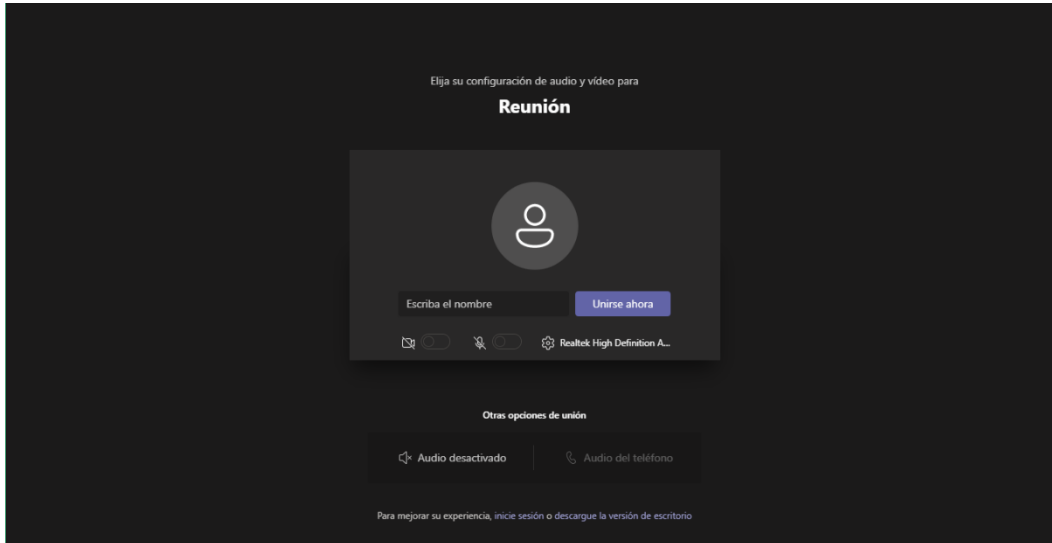 Elija su configuración de audio y vídeo para
Reunión
Escriba el nombre
Unirse ahora
Realtek High Definition A...
Otras opciones de unión
Audio desactivado
Audio del teléfono
Para mejorar su experiencia, inicie sesión o descargue la versión de escritorio